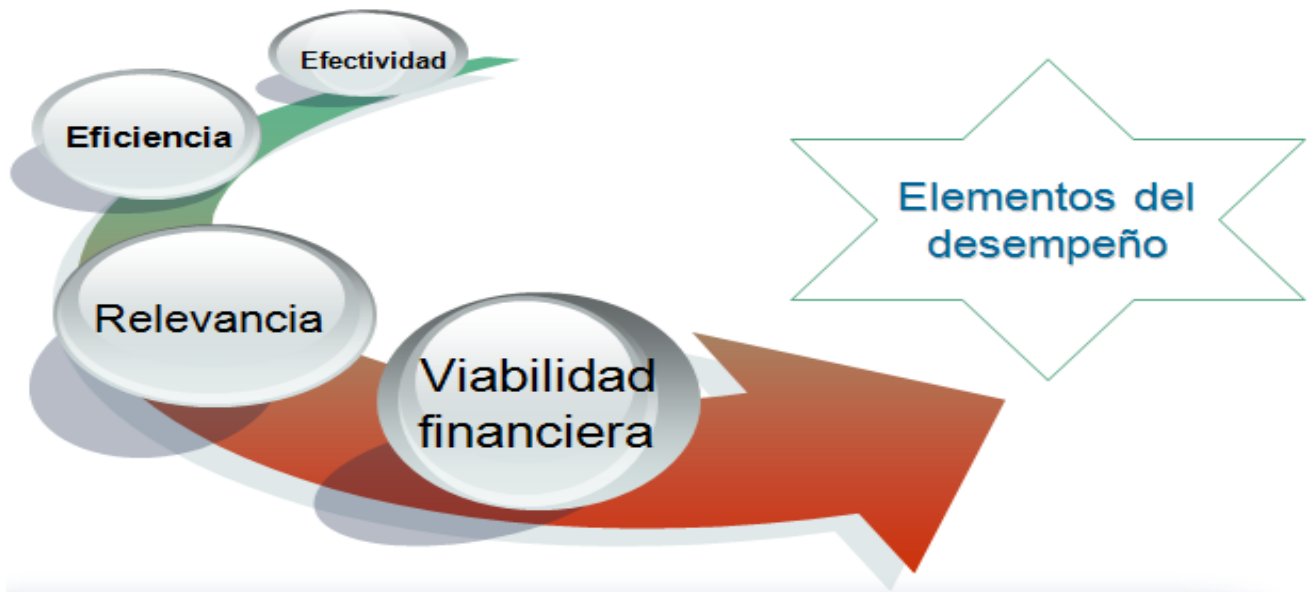 Efectividad
Eficiencia
Relevancia
Viabilidad
financiera
Elementos del
desempeño